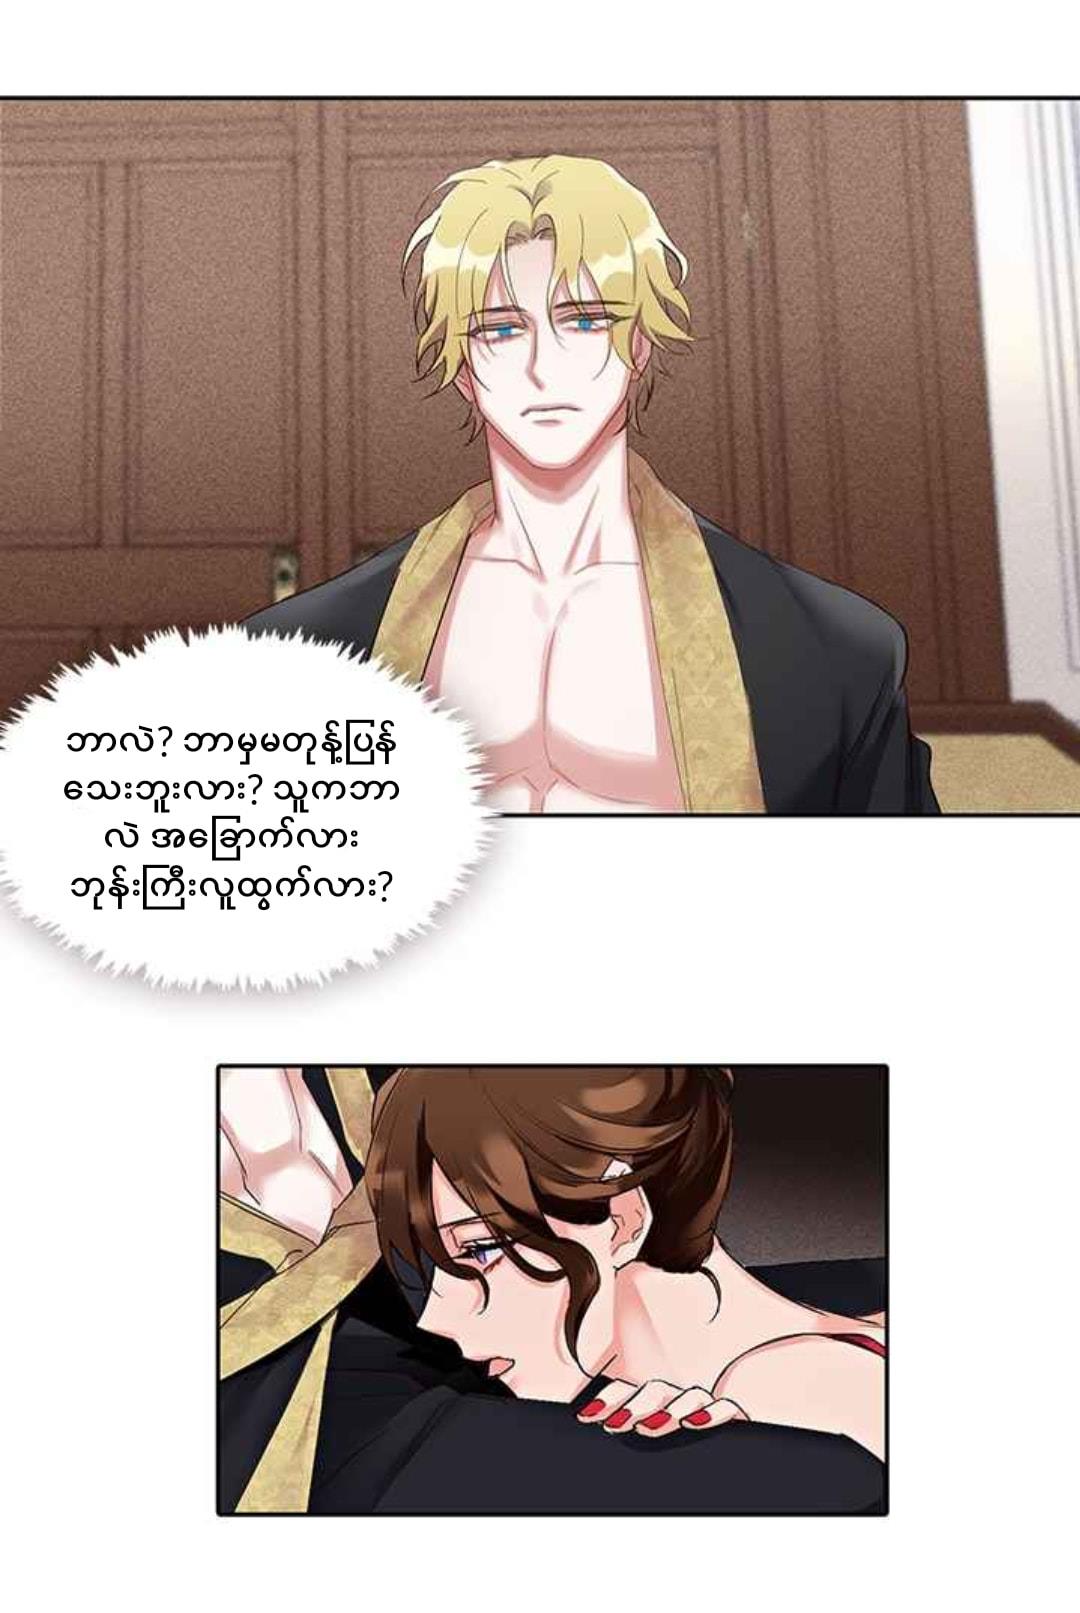 ဘာလဲ? ဘာမှမတုန့်ပြန်
သေးဘူးလား? သူကဘာ
လဲ အခြောက်လား
ဘုန်းကြီးလူထွက်လား?